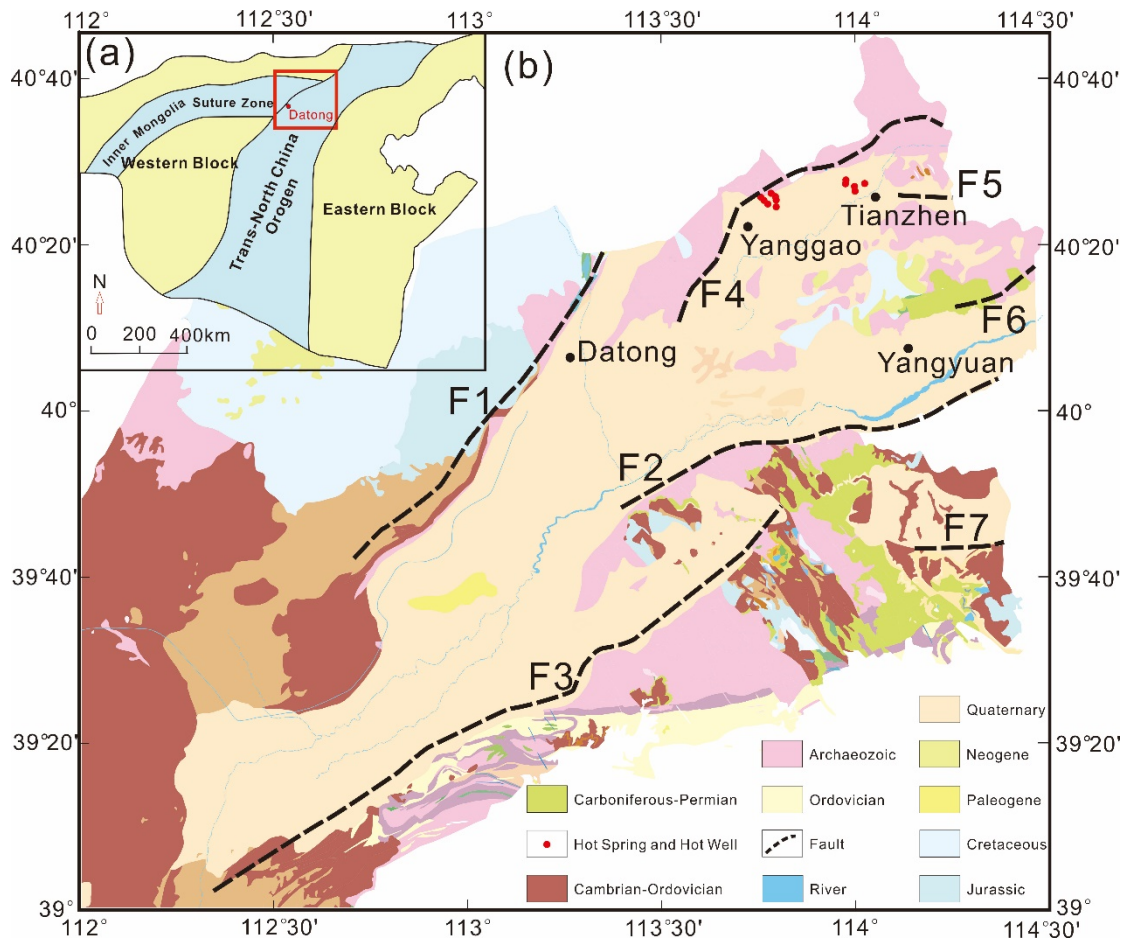 112°
112°30'
113°
113°30'
114°
114°30'
40°40'
40°20'
40°
39°40'
39°20'
39°
(a)
Inner Mongolia Suture Zone
Datong
Western Block
Trans-North China
Orogen
Eastern Block
N
0 200 400km
(b)
40°40'
F5
Tianzhen
Yanggao
40°20'
F4
F6
Datong
Yangyuan
F1
40°
F2
F7
39°40'
F3
Quaternary
39°20'
Archaeozoic
Neogene
Carboniferous-Permian
Ordovician
Paleogene
Hot Spring and Hot Well
Fault
Cretaceous
Cambrian-Ordovician
River
Jurassic
39°
112°
112°30'
113°
113°30'
114°
114°30'